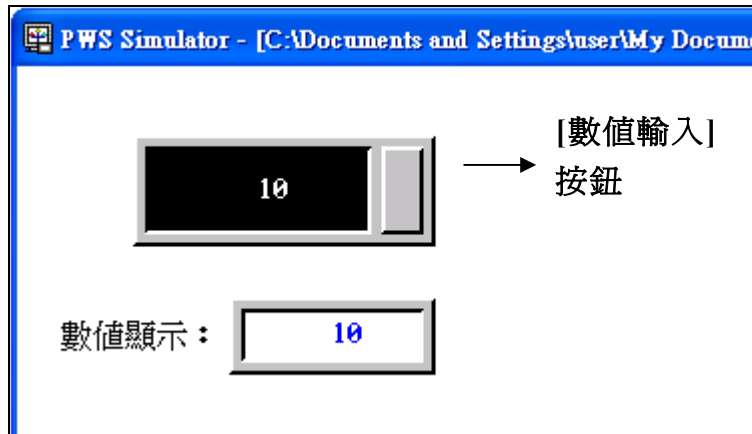 PWS Simulator - [C:\Documents and Settings\user\My Docum
10
[數值輸入]
按鈕
數值顯示：
10